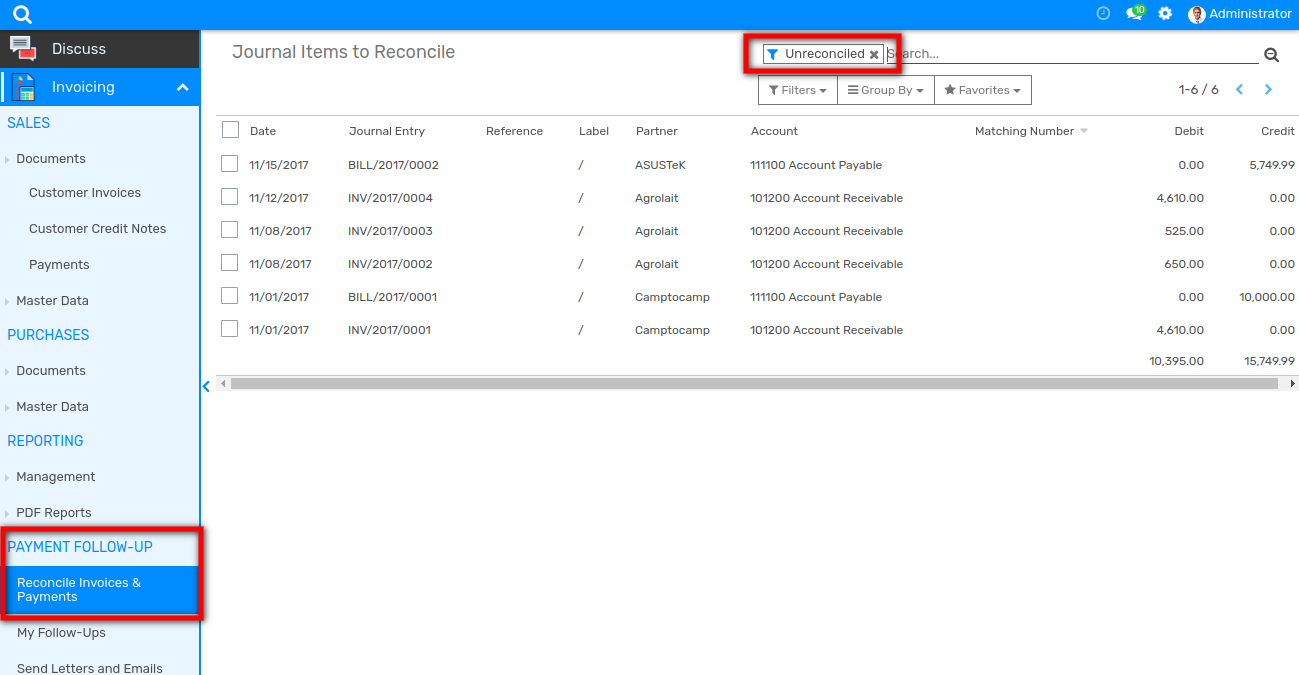 10
Administrator
Discuss
Invoicing
SALES
Documents
Customer Invoices
Customer Credit Notes
Payments
Master Data
PURCHASES
Documents
Master Data
REPORTING
Management
PDF Reports
PAYMENT FOLLOW-UP
Reconcile Invoices &
Payments
My Follow-Ups
Send Letters and Emails
Journal Items to Reconcile
Unreconciled
Search...
Filters Group By Favorites
1-6 / 6
Date Journal Entry Reference Label Partner Account Matching Number Debit Credit
11/15/2017 BILL/2017/0002 / ASUSTeK 111100 Account Payable 0.00 5,749.99
11/12/2017 INV/2017/0004 / Agrolait 101200 Account Receivable 4,610.00 0.00
11/08/2017 INV/2017/0003 / Agrolait 101200 Account Receivable 525.00 0.00
11/08/2017 INV/2017/0002 / Agrolait 101200 Account Receivable 650.00 0.00
11/01/2017 BILL/2017/0001 / Camptocamp 111100 Account Payable 0.00 10,000.00
11/01/2017 INV/2017/0001 / Camptocamp 101200 Account Receivable 4,610.00 0.00
10,395.00 15,749.99